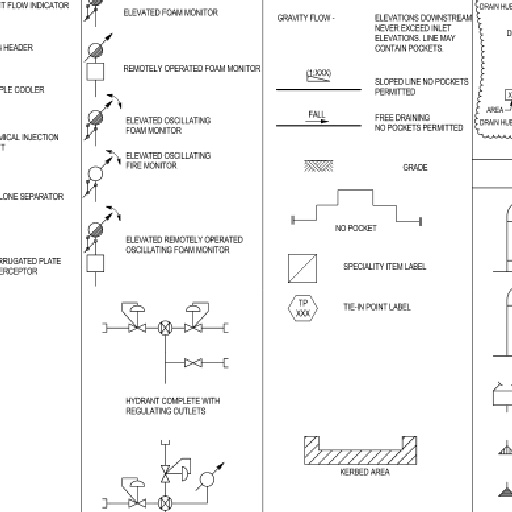 T FLOW INDICATOR
HEADER
PLE COOLER
MICAL INJECTION
LONE SEPARATOR
RRUGATED PLATE
ERCEPTOR
ELEVATED FOAM MONITOR
REMOTELY OPERATED FOAM MONITOR
ELEVATED OSCILLATING
FOAM MONITOR
ELEVATED OSCILLATING
FIRE MONITOR
ELEVATED REMOTELY OPERATED
OSCILLATING FOAM MONITOR
HYDRANT COMPLETE WITH
REGULATING OUTLETS
GRAVITY FLOW -
ELEVATIONS DOWNSTREAM
NEVER EXCEED INLET
ELEVATIONS. LINE MAY
CONTAIN POCKETS
(1:XXX)
SLOPED LINE NO POCKETS
PERMITTED
FALL
FREE DRAINING
NO POCKETS PERMITTED
GRADE
NO POCKET
SPECIALITY ITEM LABEL
TP
XXX
TIE-IN POINT LABEL
KERBED AREA
DRAIN HUB
D
X
AREA
DRAIN HUB